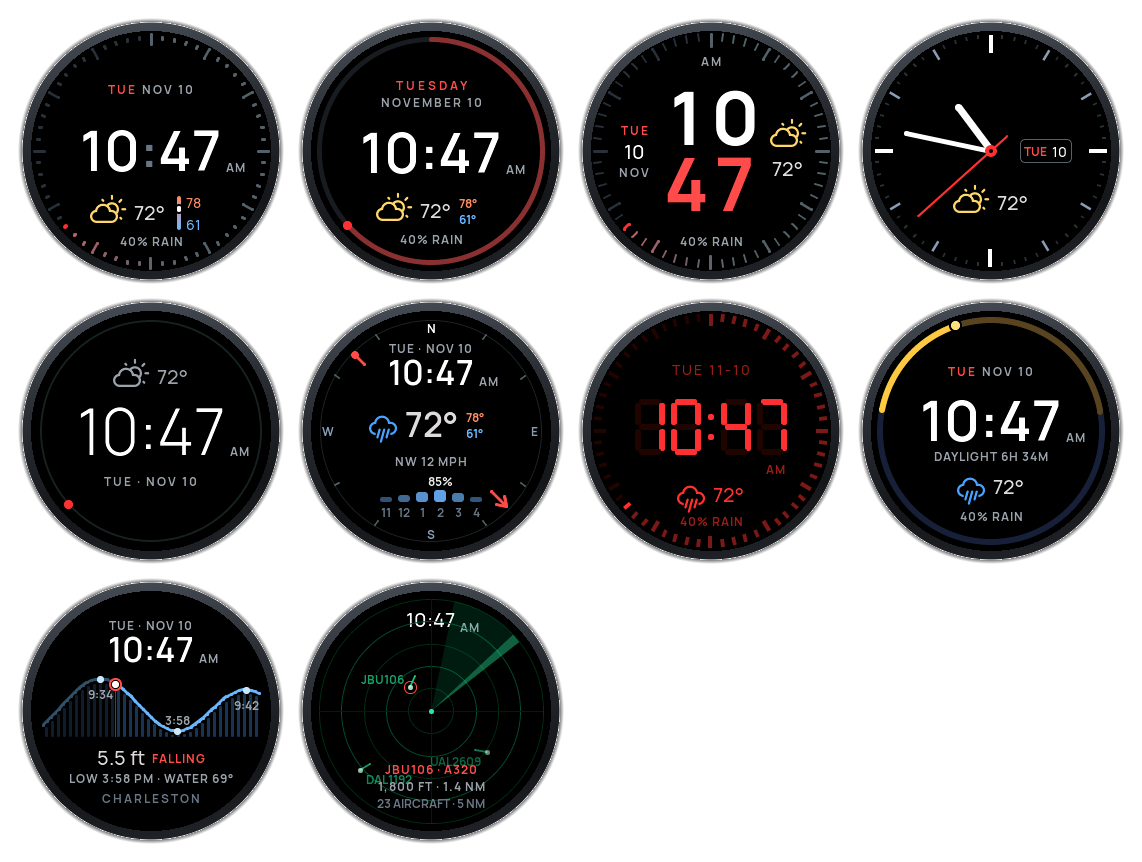 TUE NOV 10
10:47 AM
72°
78
61
40% RAIN
TUESDAY
NOVEMBER 10
10:47 AM
72°
78°
61°
40% RAIN
AM
10
47
TUE
10
NOV
72°
40% RAIN
TUE 10
72°
72°
10:47 AM
TUE · NOV 10
N
TUE · NOV 10
10:47 AM
W
72°
78°
61°
E
NW 12 MPH
85%
11 12 1 2 3 4
S
TUE 11-10
10:47
AM
72°
40% RAIN
TUE NOV 10
10:47 AM
DAYLIGHT 6H 34M
72°
40% RAIN
TUE · NOV 10
10:47 AM
9:34
3:58
9:42
5.5 ft FALLING
LOW 3:58 PM · WATER 69°
CHARLESTON
10:47 AM
JBU106
UAL2609
JBU106 · A320
DAL1192
1,800 FT · 1.4 NM
23 AIRCRAFT · 5 NM